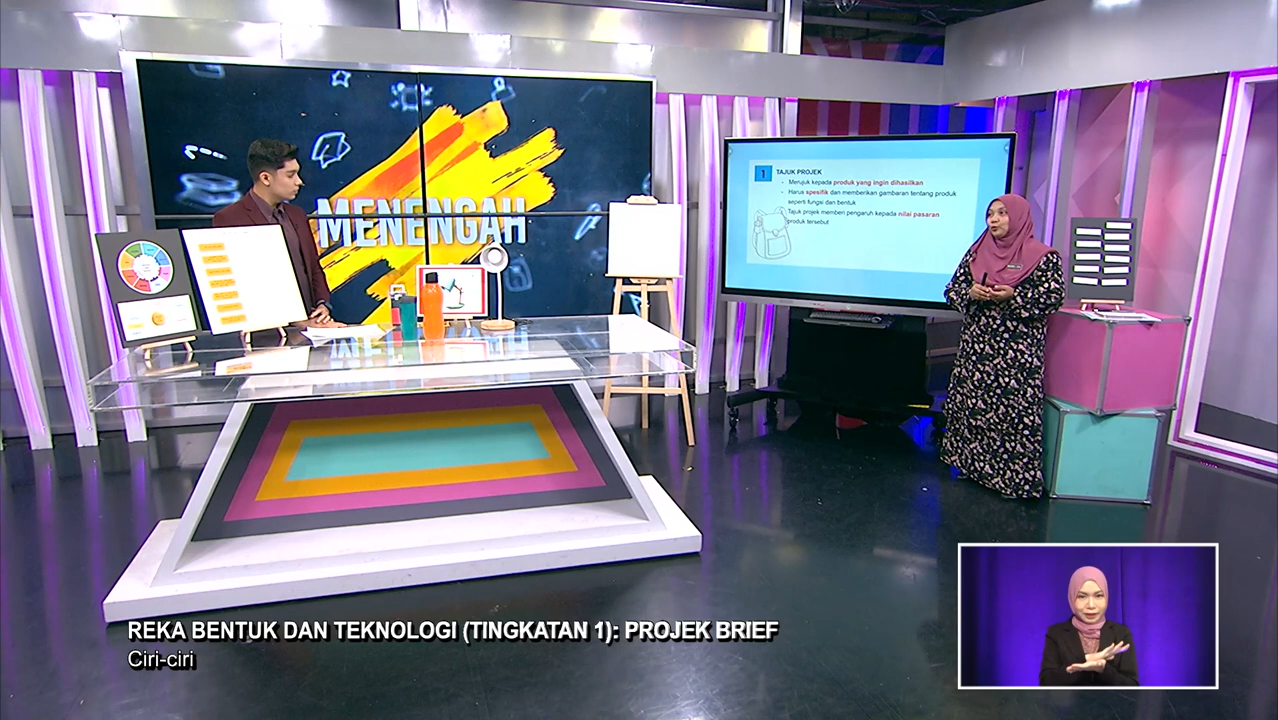 MENENGAH
1
TAJUK PROJEK
- Merujuk kepada produk yang ingin dihasilkan
- Harus spesifik dan memberikan gambaran tentang produk
seperti fungsi dan bentuk
- Tajuk projek memberi pengaruh kepada nilai pasaran
produk tersebut
REKA BENTUK DAN TEKNOLOGI (TINGKATAN 1): PROJEK BRIEF
Ciri-ciri